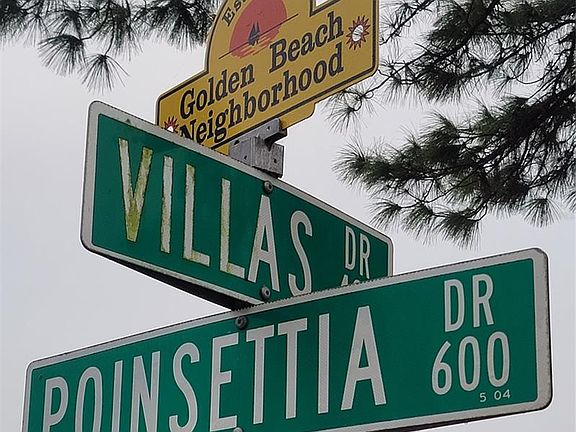 Golden Beach
Neighborhood
VILLAS DR
POINSETTIA DR
600
5 04